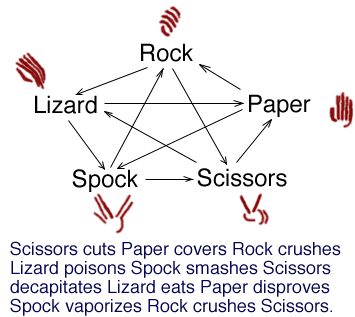 Rock
Lizard
Paper
Spock
Scissors
Scissors cuts Paper covers Rock crushes
Lizard poisons Spock smashes Scissors
decapitates Lizard eats Paper disproves
Spock vaporizes Rock crushes Scissors.